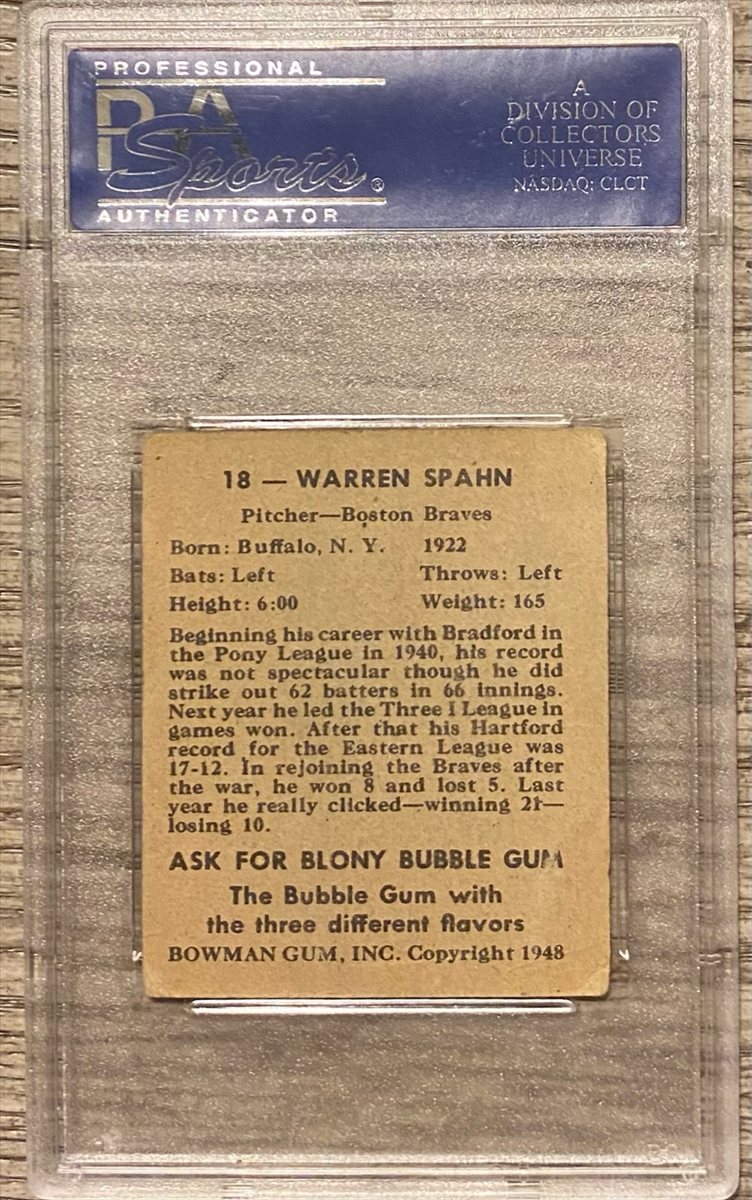 PROFESSIONAL
PSA
Sports®
AUTHENTICATOR
A
DIVISION OF
COLLECTORS
UNIVERSE
NASDAQ: CLCT
18 — WARREN SPAHN
Pitcher—Boston Braves
Born: Buffalo, N. Y. 1922
Bats: Left Throws: Left
Height: 6:00 Weight: 165
Beginning his career with Bradford in
the Pony League in 1940, his record
was not spectacular though he did
strike out 62 batters in 66 innings.
Next year he led the Three I League in
games won. After that his Hartford
record for the Eastern League was
17-12. In rejoining the Braves after
the war, he won 8 and lost 5. Last
year he really clicked—winning 21—
losing 10.
ASK FOR BLONY BUBBLE GUM
The Bubble Gum with
the three different flavors
BOWMAN GUM, INC. Copyright 1948